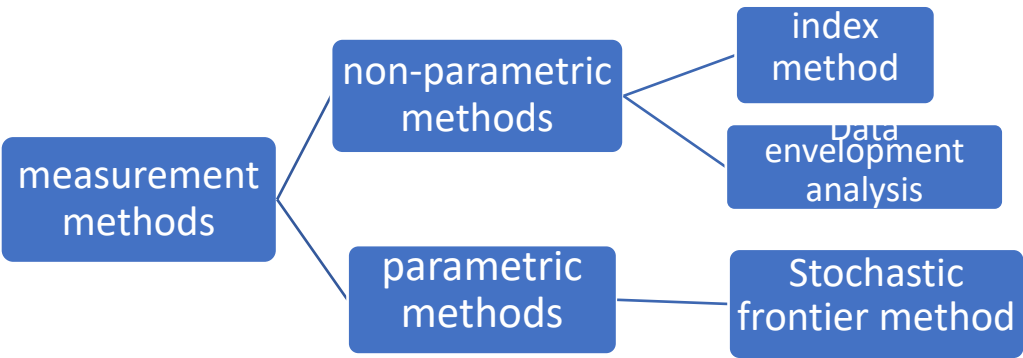 measurement
methods
non-parametric
methods
index
method
Data
envelopment
analysis
parametric
methods
Stochastic
frontier method